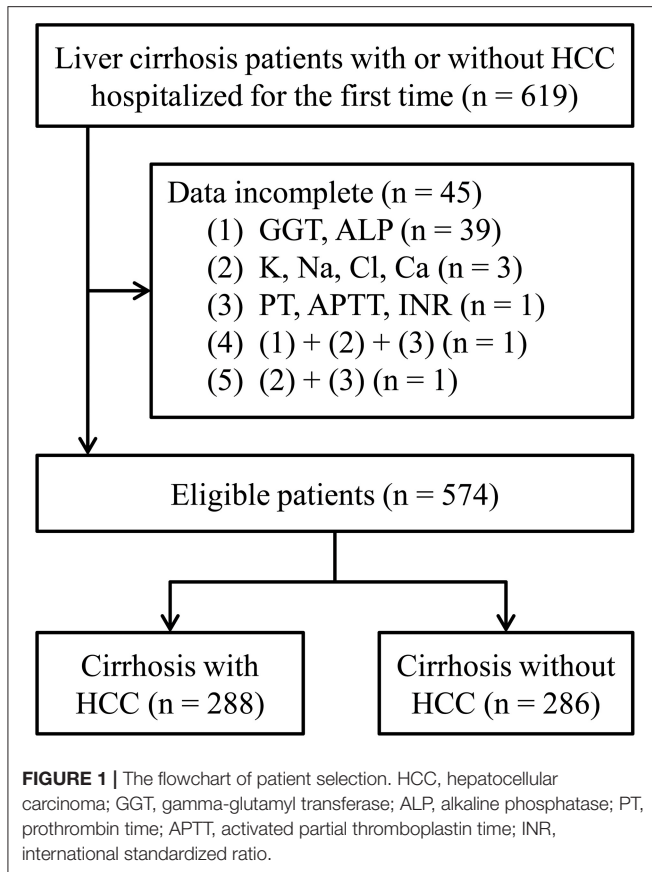 Liver cirrhosis patients with or without HCC
hospitalized for the first time (n = 619)
Data incomplete (n = 45)
(1) GGT, ALP (n = 39)
(2) K, Na, Cl, Ca (n = 3)
(3) PT, APTT, INR (n = 1)
(4) (1) + (2) + (3) (n = 1)
(5) (2) + (3) (n = 1)
Eligible patients (n = 574)
Cirrhosis with
HCC (n = 288)
Cirrhosis without
HCC (n = 286)
FIGURE 1 | The flowchart of patient selection. HCC, hepatocellular
carcinoma; GGT, gamma-glutamyl transferase; ALP, alkaline phosphatase; PT,
prothrombin time; APTT, activated partial thromboplastin time; INR,
international standardized ratio.